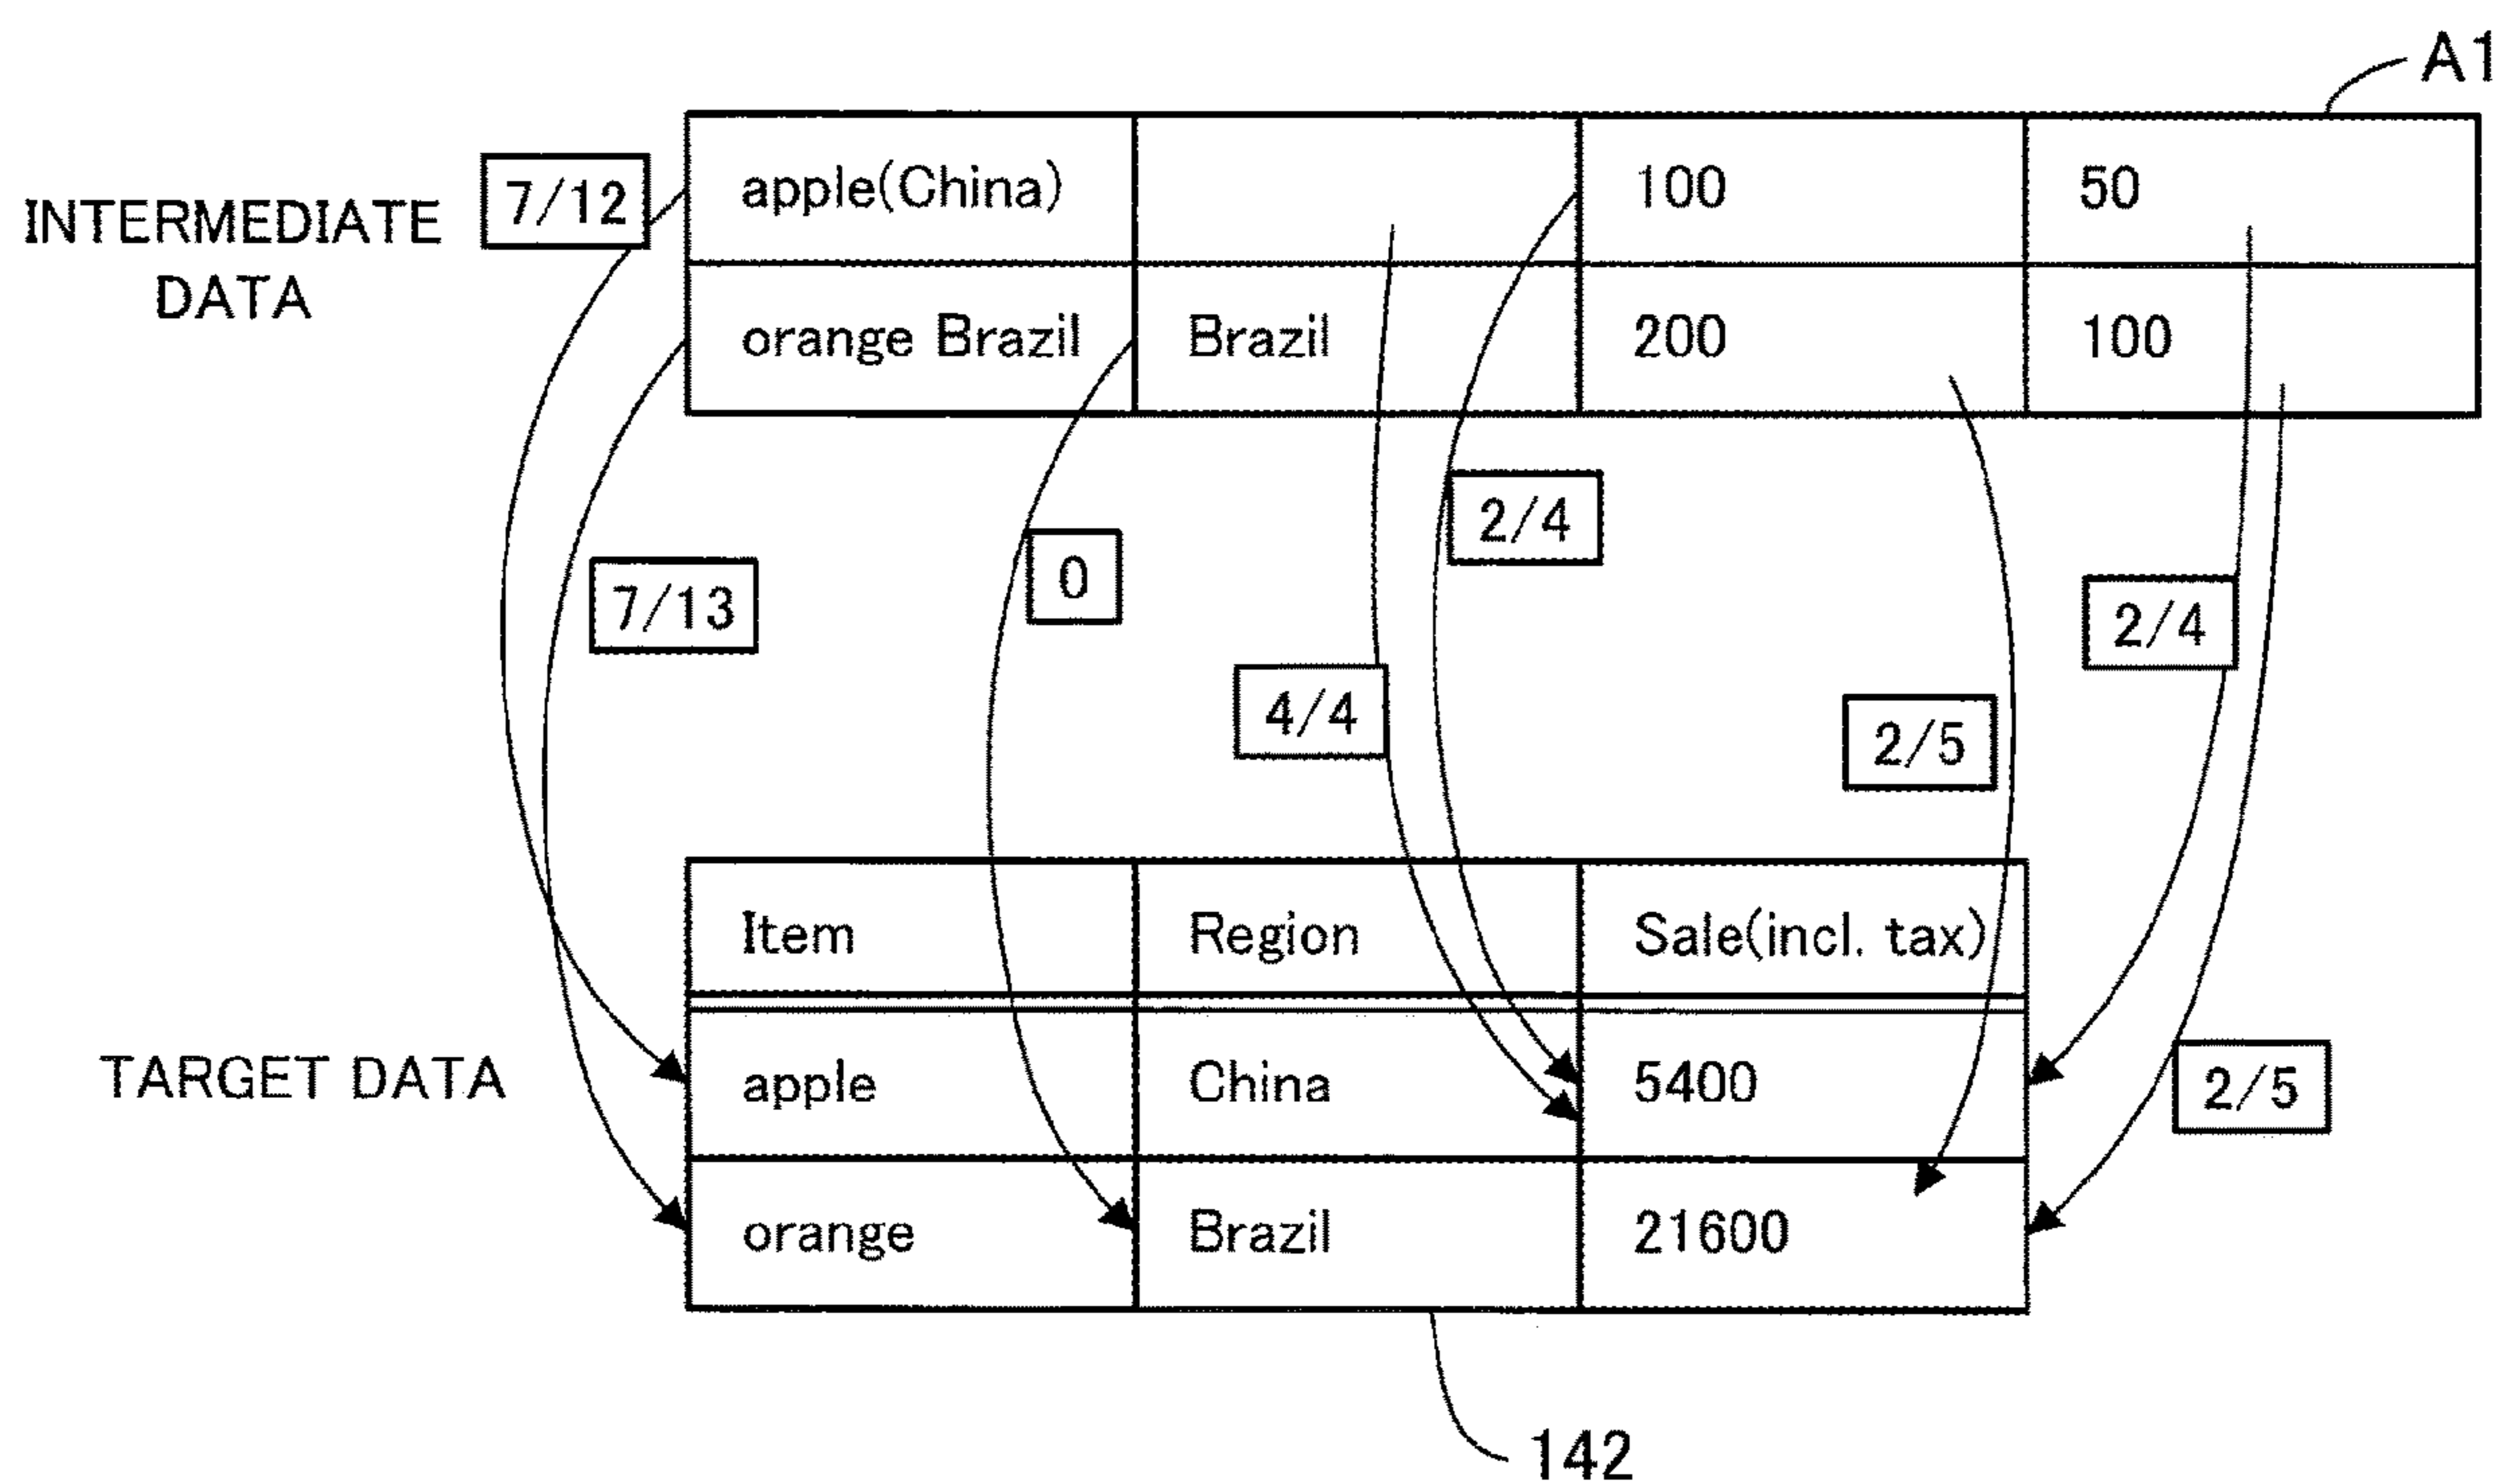 A1
7/12
apple(China)
100
50
INTERMEDIATE
DATA
orange Brazil
Brazil
200
100
2/4
0
7/13
2/4
4/4
2/5
Item
Region
Sale(incl. tax)
TARGET DATA
apple
China
5400
2/5
orange
Brazil
21600
142